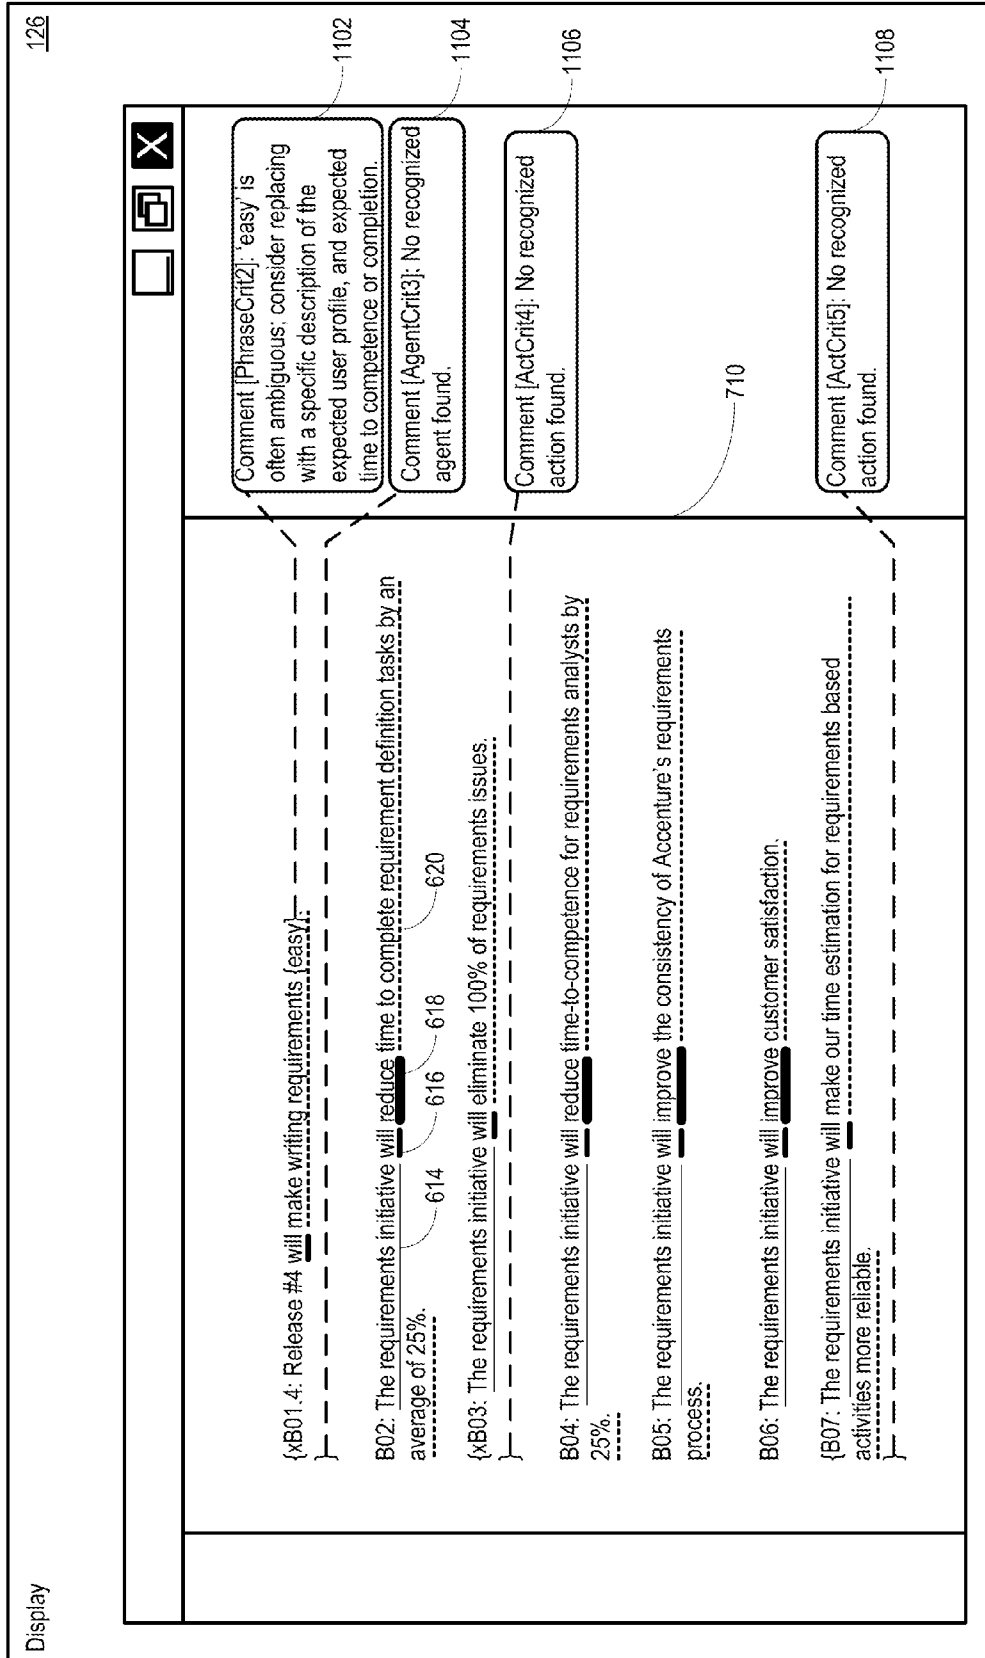 Display
126
X
{xB01.4: Release #4 will make writing requirements {easy}.
}
B02: The requirements initiative will reduce time to complete requirement definition tasks by an
average of 25%.
614
616
618
620
{xB03: The requirements initiative will eliminate 100% of requirements issues.
}
B04: The requirements initiative will reduce time-to-competence for requirements analysts by
25%.
B05: The requirements initiative will improve the consistency of Accenture's requirements
process.
B06: The requirements initiative will improve customer satisfaction.
{B07: The requirements initiative will make our time estimation for requirements based
activities more reliable.
}
Comment [PhraseCrit2]: 'easy' is
often ambiguous; consider replacing
with a specific description of the
expected user profile, and expected
time to competence or completion.
1102
Comment [AgentCrit3]: No recognized
agent found.
1104
Comment [ActCrit4]: No recognized
action found.
1106
710
Comment [ActCrit5]: No recognized
action found.
1108